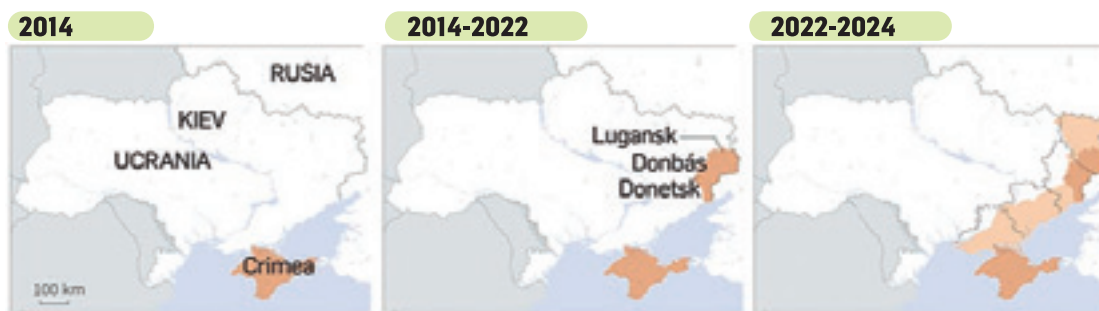 2014
2014-2022
2022-2024
RUSIA
KIEV
UCRANIA
Crimea
100 km
Lugansk
Donbás
Donetsk